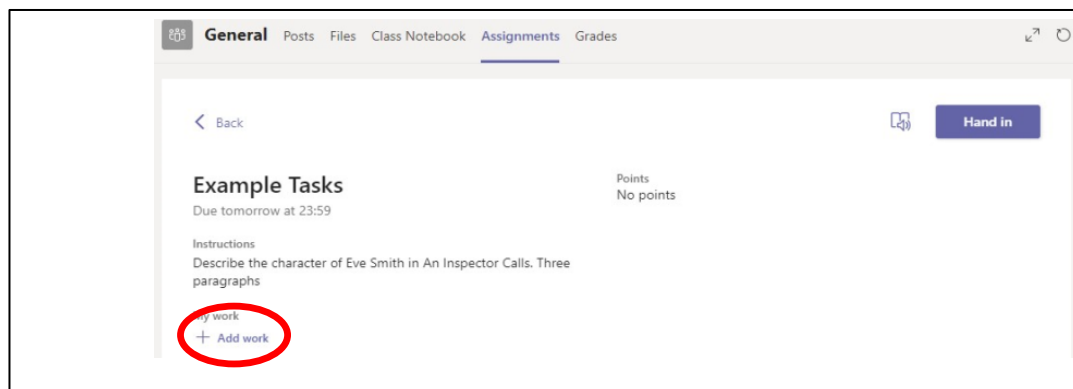 General Posts Files Class Notebook Assignments Grades
Back
Hand in
Example Tasks
Due tomorrow at 23:59
Points
No points
Instructions
Describe the character of Eve Smith in An Inspector Calls. Three
paragraphs
My work
+ Add work